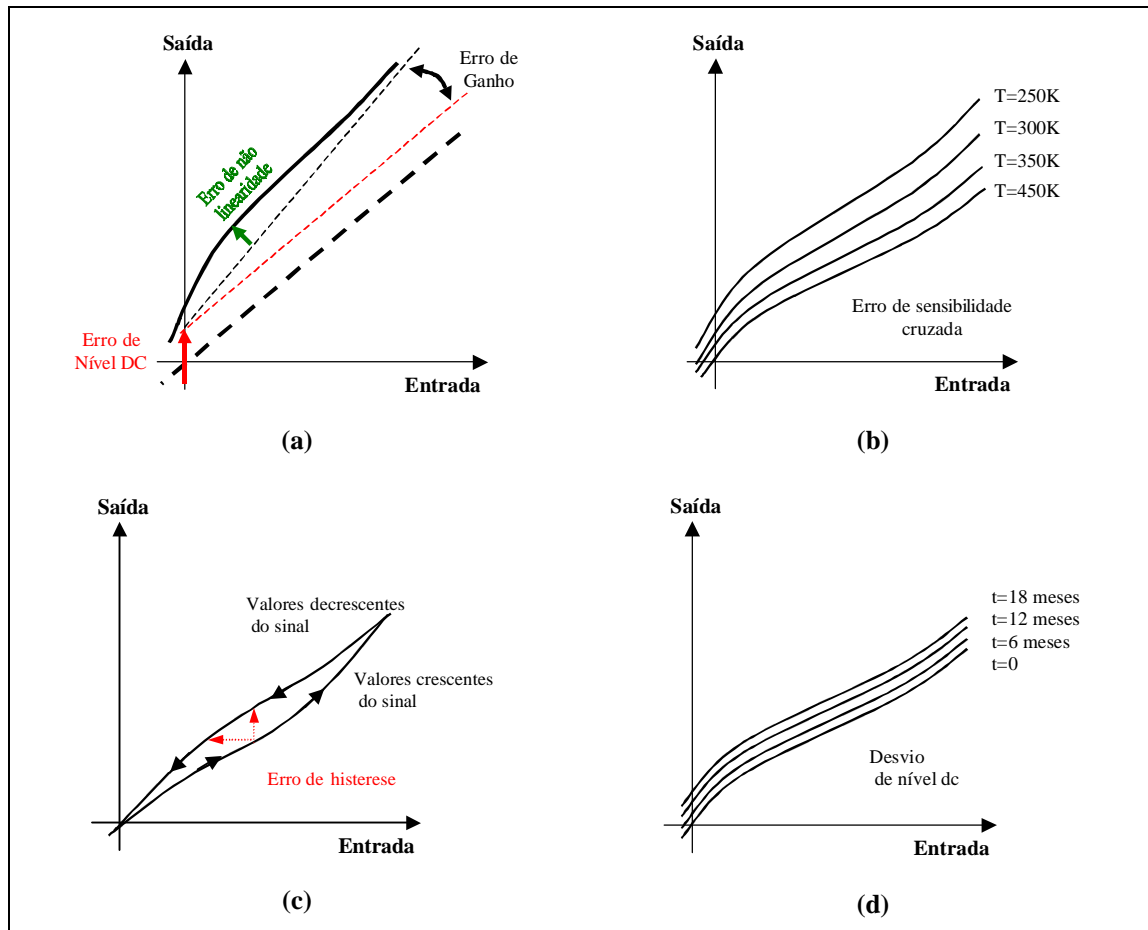 Saída
Erro de
Ganho
Erro de não
linearidade
Erro de
Nível DC
Entrada
(a)
Saída
T=250K
T=300K
T=350K
T=450K
Erro de sensibilidade
cruzada
Entrada
(b)
Saída
Valores decrescentes
do sinal
Valores crescentes
do sinal
Erro de histerese
Entrada
(c)
Saída
t=18 meses
t=12 meses
t=6 meses
t=0
Desvio
de nível dc
Entrada
(d)